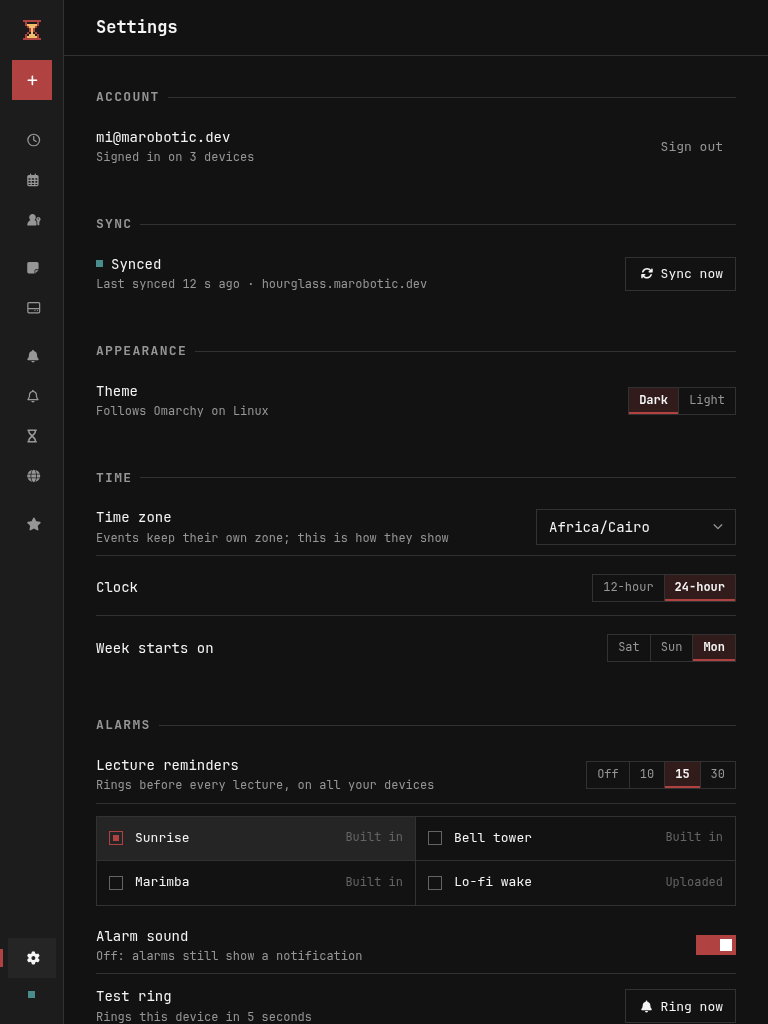 Settings
+
ACCOUNT
mi@marobotic.dev
Signed in on 3 devices
Sign out
SYNC
Synced
Last synced 12 s ago · hourglass.marobotic.dev
Sync now
APPEARANCE
Theme
Follows Omarchy on Linux
Dark Light
TIME
Time zone
Events keep their own zone; this is how they show
Africa/Cairo
Clock
12-hour 24-hour
Week starts on
Sat Sun Mon
ALARMS
Lecture reminders
Rings before every lecture, on all your devices
Off 10 15 30
Sunrise Built in
Bell tower Built in
Marimba Built in
Lo-fi wake Uploaded
Alarm sound
Off: alarms still show a notification
Test ring
Rings this device in 5 seconds
Ring now